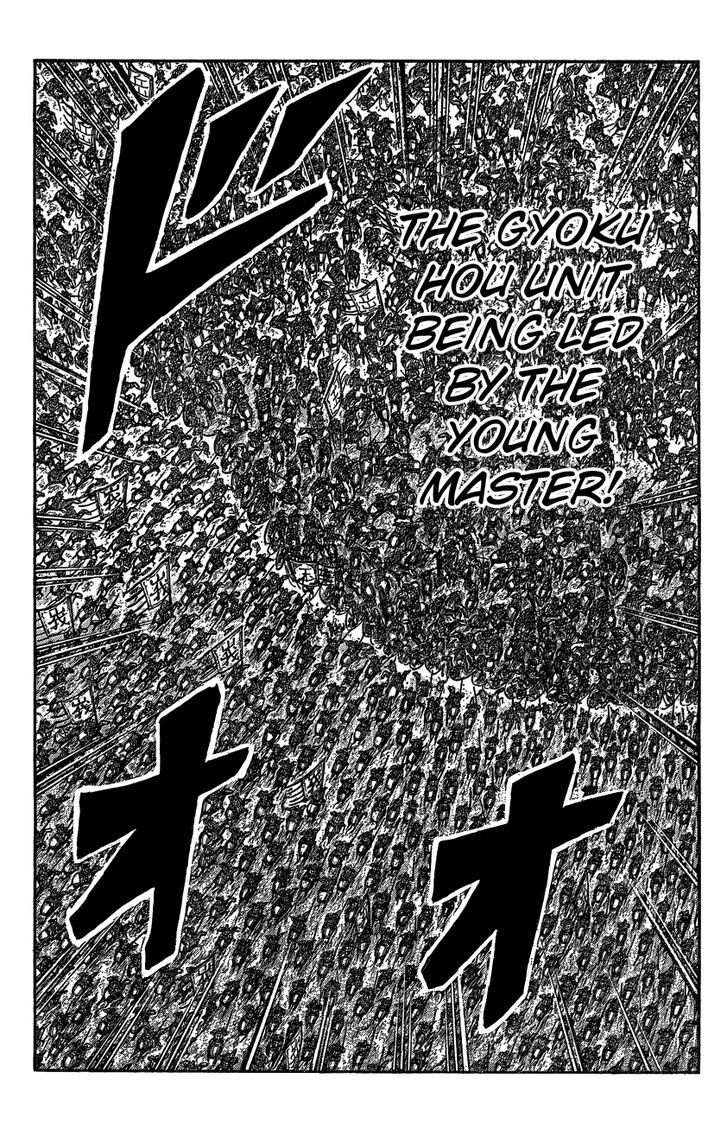 ド
THE GYOKU
HOU UNIT
BEING LED
BY THE
YOUNG
MASTER!
オ
オ